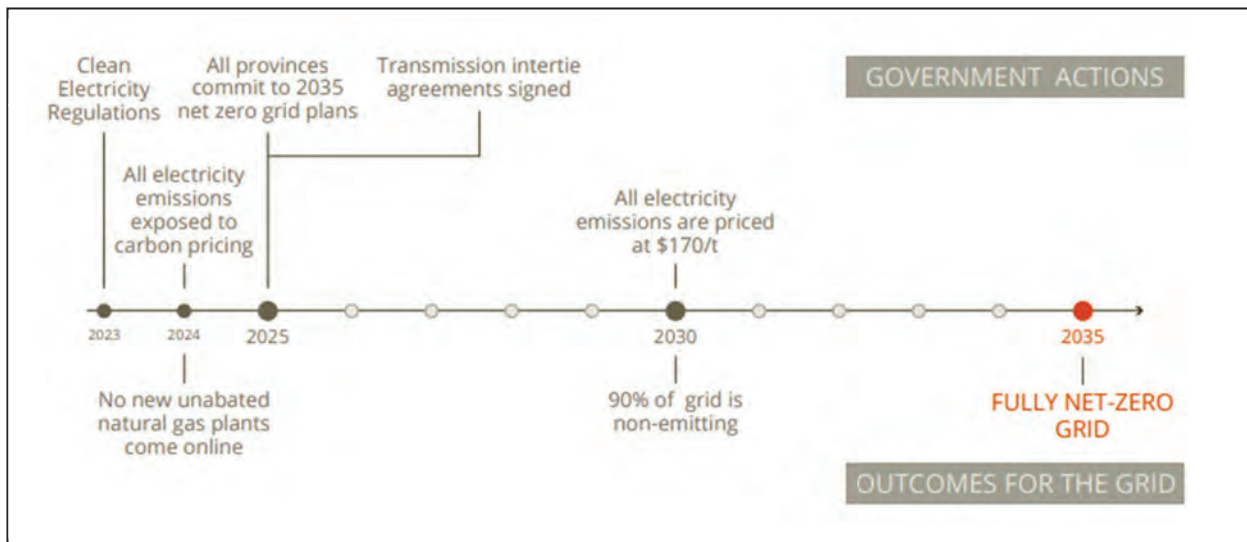 Clean
Electricity
Regulations
All provinces
commit to 2035
net zero grid plans
Transmission intertie
agreements signed
GOVERNMENT ACTIONS
All electricity
emissions
exposed to
carbon pricing
All electricity
emissions are priced
at $170/t
2023
2024
2025
2030
2035
No new unabated
natural gas plants
come online
90% of grid is
non-emitting
FULLY NET-ZERO
GRID
OUTCOMES FOR THE GRID